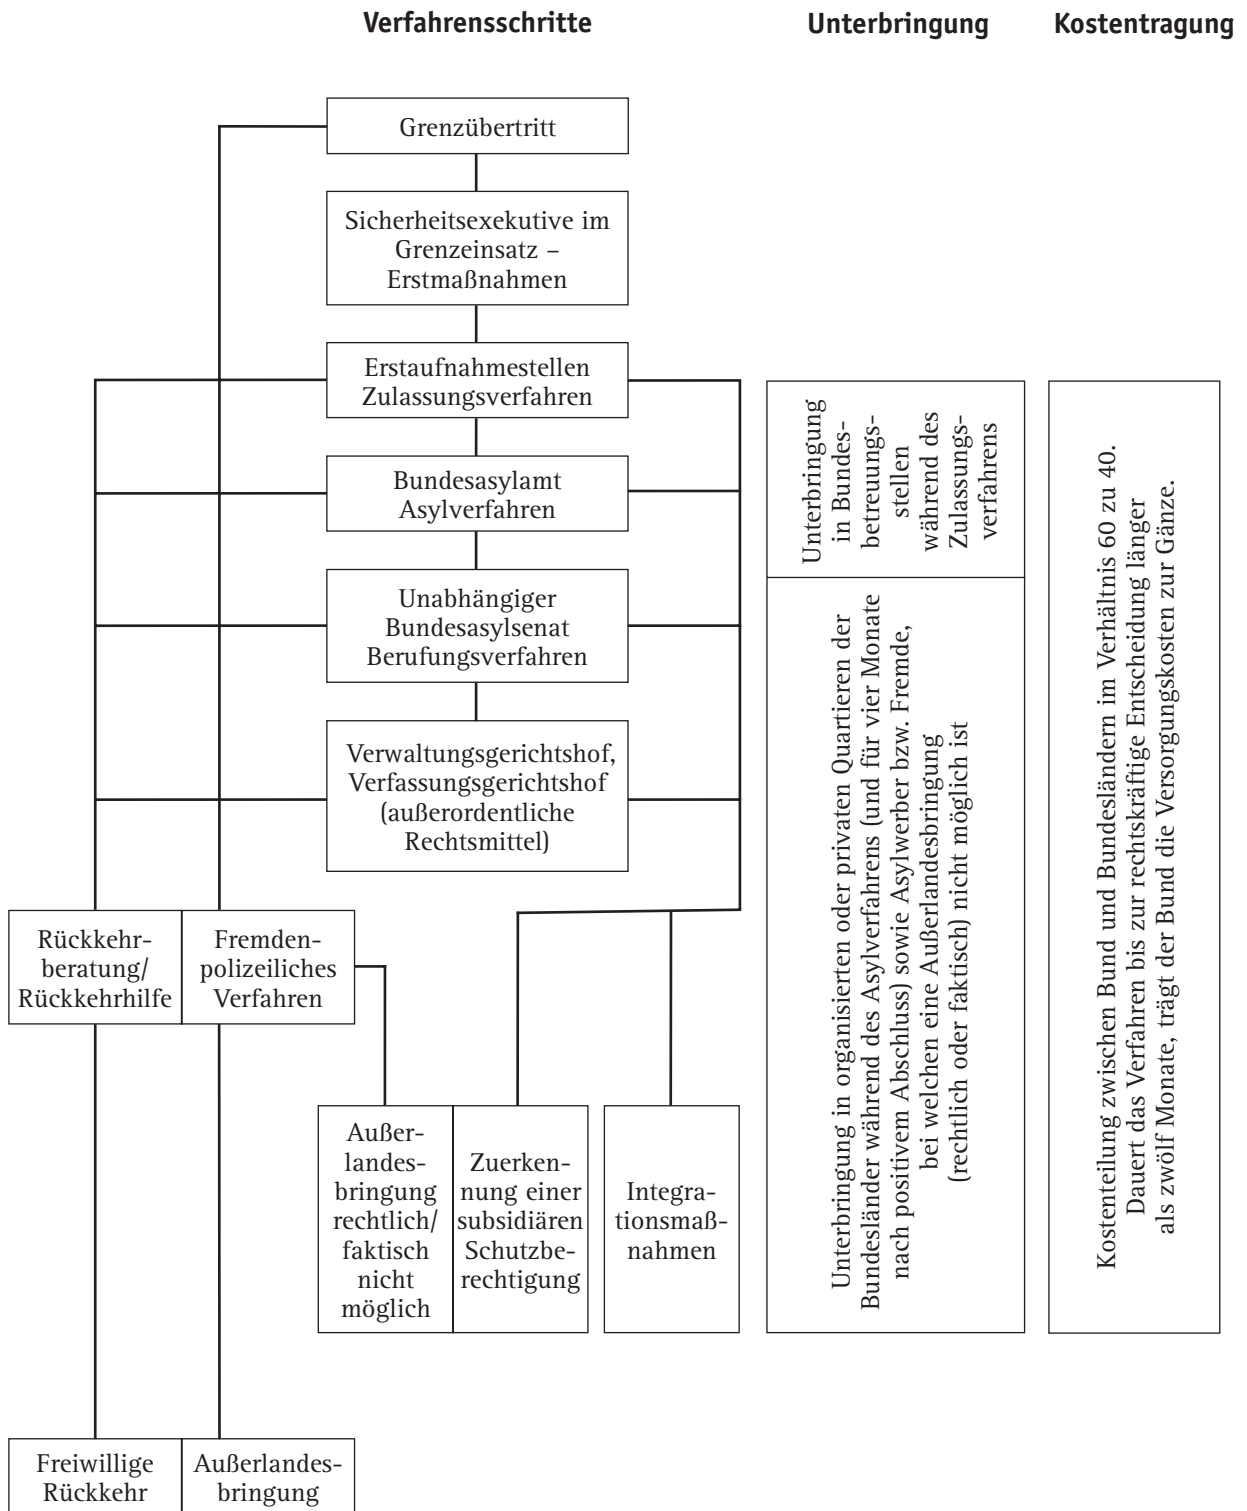 Verfahrensschritte
Unterbringung
Kostentragung
Grenzübertritt
Sicherheitsexekutive im
Grenzeinsatz –
Erstmaßnahmen
Erstaufnahmestellen
Zulassungsverfahren
Bundesasylamt
Asylverfahren
Unabhängiger
Bundesasylsenat
Berufungsverfahren
Verwaltungsgerichtshof,
Verfassungsgerichtshof
(außerordentliche
Rechtsmittel)
Rückkehr-
beratung/
Rückkehrhilfe
Fremden-
polizeiliches
Verfahren
Außer-
landes-
bringung
rechtlich/
faktisch
nicht
möglich
Zuerken-
nung einer
subsidiären
Schutzbe-
rechtigung
Integra-
tionsmaß-
nahmen
Freiwillige
Rückkehr
Außerlandes-
bringung
Unterbringung
in Bundes-
betreuungs-
stellen
während des
Zulassungs-
verfahrens
Unterbringung in organisierten oder privaten Quartieren der
Bundesländer während des Asylverfahrens (und für vier Monate
nach positivem Abschluss) sowie Asylwerber bzw. Fremde,
bei welchen eine Außerlandesbringung
(rechtlich oder faktisch) nicht möglich ist
Kostenteilung zwischen Bund und Bundesländern im Verhältnis 60 zu 40.
Dauert das Verfahren bis zur rechtskräftige Entscheidung länger
als zwölf Monate, trägt der Bund die Versorgungskosten zur Gänze.